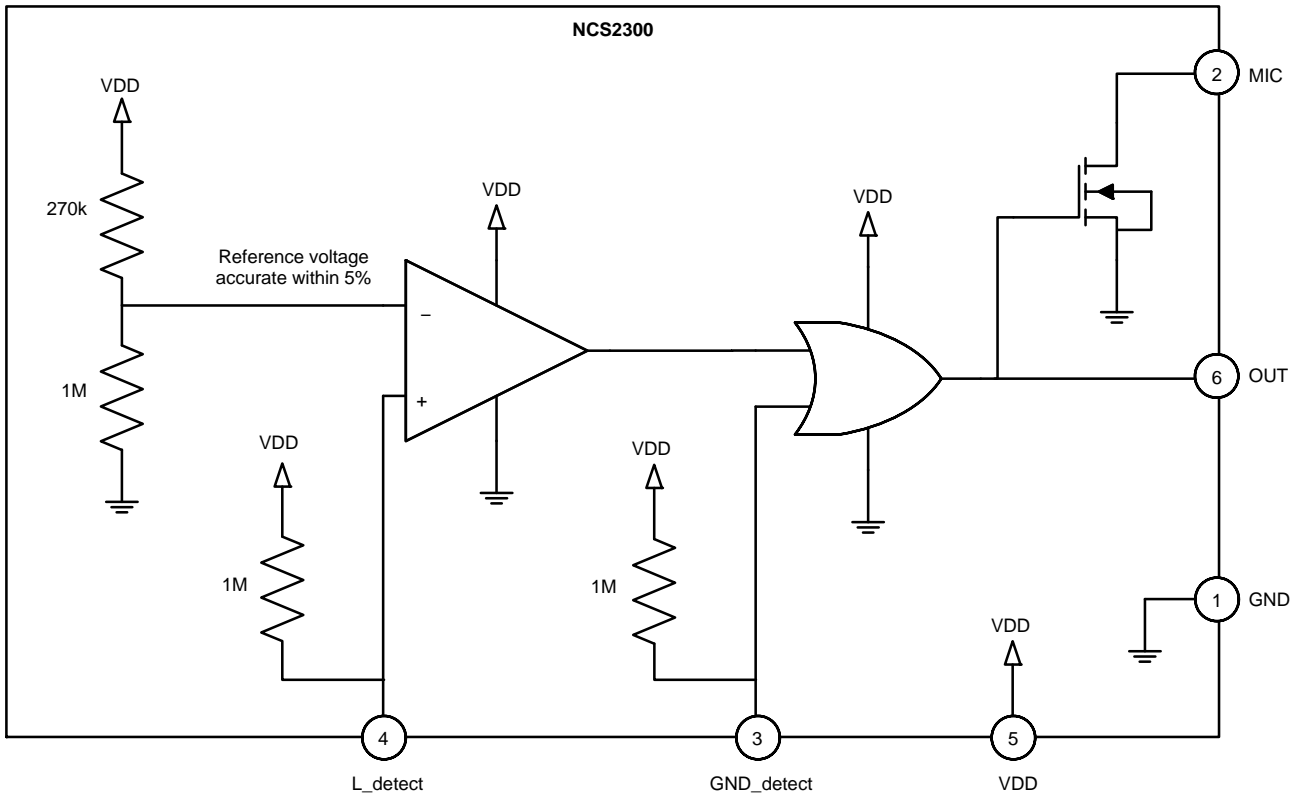 NCS2300
2 MIC
VDD
270k
VDD
VDD
Reference voltage
accurate within 5%
−
1M
+
6 OUT
VDD
VDD
1M
1M
1 GND
VDD
4
3
5
L_detect
GND_detect
VDD